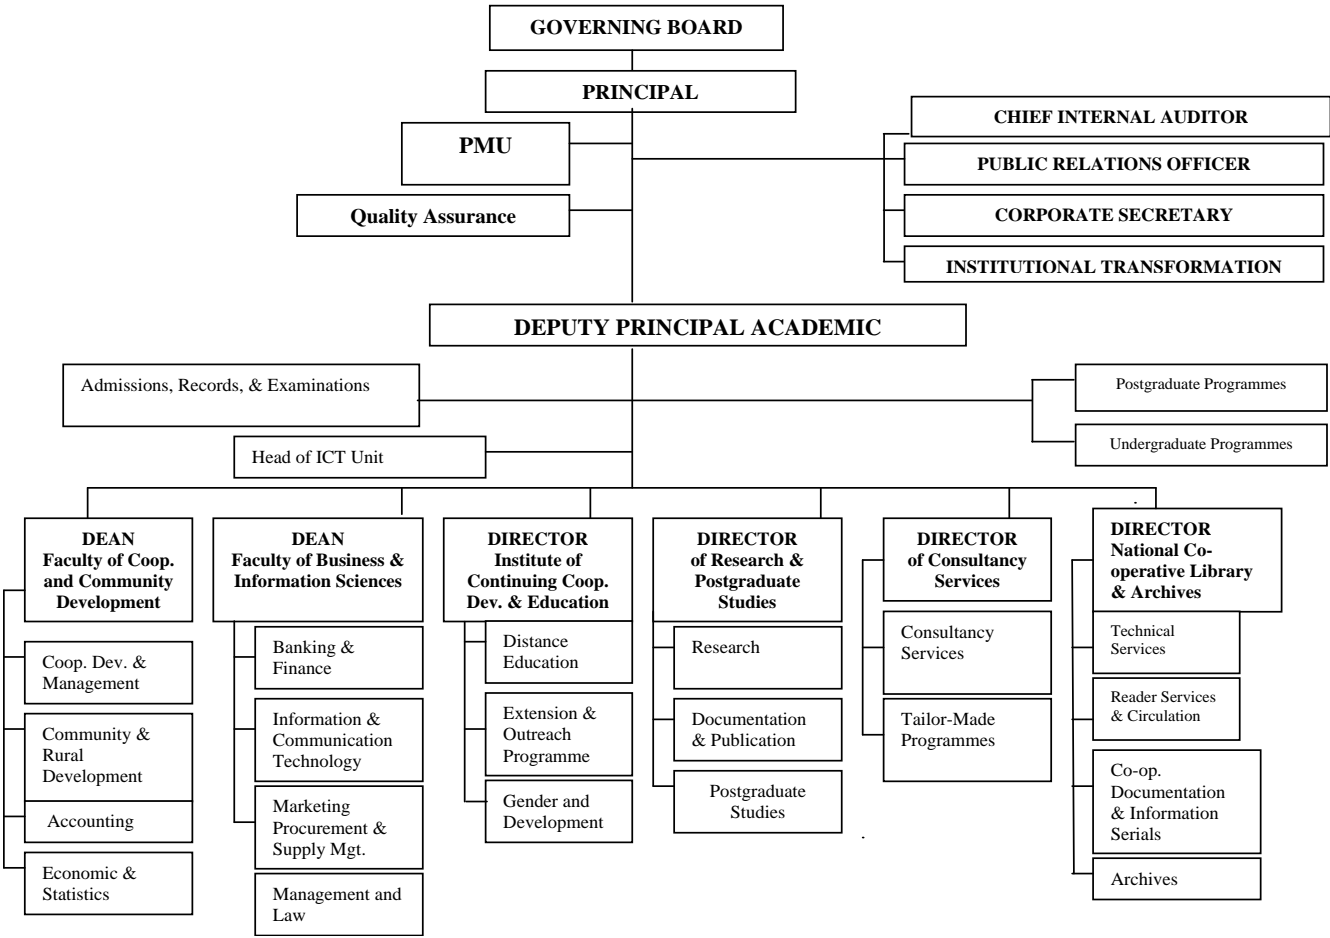 GOVERNING BOARD
PRINCIPAL
PMU
Quality Assurance
CHIEF INTERNAL AUDITOR
PUBLIC RELATIONS OFFICER
CORPORATE SECRETARY
INSTITUTIONAL TRANSFORMATION
DEPUTY PRINCIPAL ACADEMIC
Admissions, Records, & Examinations
Head of ICT Unit
Postgraduate Programmes
Undergraduate Programmes
DEAN
Faculty of Coop.
and Community
Development
Coop. Dev. &
Management
Community &
Rural
Development
Accounting
Economic &
Statistics
DEAN
Faculty of Business &
Information Sciences
Banking &
Finance
Information &
Communication
Technology
Marketing
Procurement &
Supply Mgt.
Management and
Law
DIRECTOR
Institute of
Continuing Coop.
Dev. & Education
Distance
Education
Extension &
Outreach
Programme
Gender and
Development
DIRECTOR
of Research &
Postgraduate
Studies
Research
Documentation
& Publication
Postgraduate
Studies
DIRECTOR
of Consultancy
Services
Consultancy
Services
Tailor-Made
Programmes
DIRECTOR
National Co-
operative Library
& Archives
Technical
Services
Reader Services
& Circulation
Co-op.
Documentation
& Information
Serials
Archives